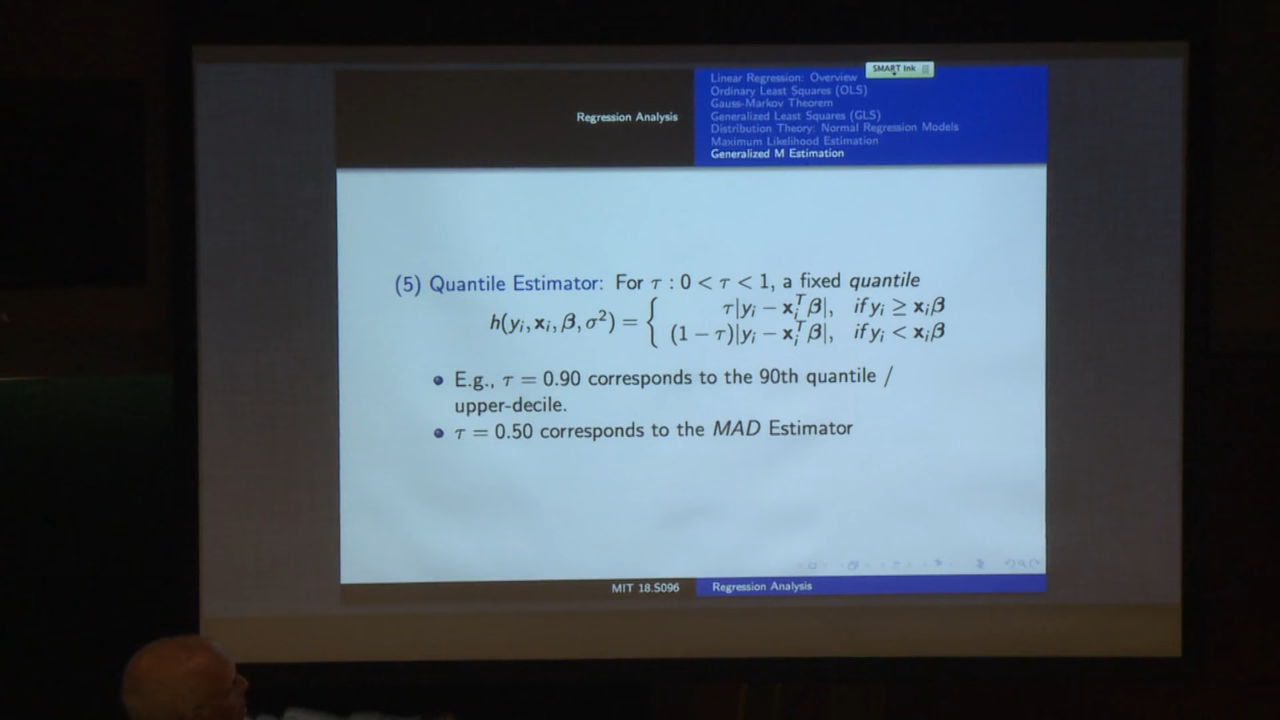 SMART Ink
Regression Analysis
Linear Regression: Overview
Ordinary Least Squares (OLS)
Gauss-Markov Theorem
Generalized Least Squares (GLS)
Distribution Theory: Normal Regression Models
Maximum Likelihood Estimation
Generalized M Estimation
(5) Quantile Estimator: For τ : 0 < τ < 1, a fixed quantile
h(yᵢ, xᵢ, β, σ²) = { τ|yᵢ − xᵢᵀβ|, if yᵢ ≥ xᵢβ
(1 − τ)|yᵢ − xᵢᵀβ|, if yᵢ < xᵢβ
• E.g., τ = 0.90 corresponds to the 90th quantile /
upper-decile.
• τ = 0.50 corresponds to the MAD Estimator
MIT 18.S096 Regression Analysis